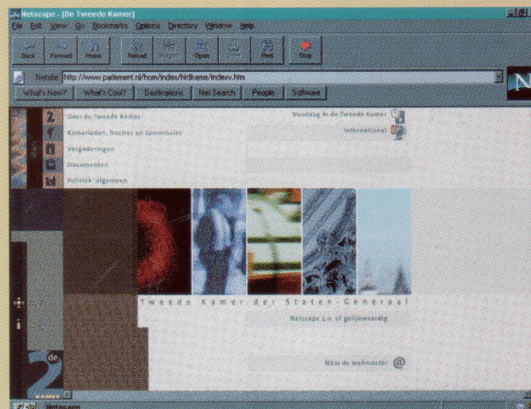 Netscape - [De Tweede Kamer]
File Edit View Go Bookmarks Options Directory Window Help
Back Forward Home Reload Images Open Print Find Stop
Netsite: http://www.parlement.nl/hom/index/hldhame/indexv.htm
What's New? What's Cool? Destinations Net Search People Software
N
Over de Tweede Kamer
Vandaag in de Tweede Kamer
Kamerleden, fracties en commissies
International
Vergaderingen
Documenten
Politiek algemeen
Tweede Kamer der Staten-Generaal
Netscape 2.0 of gelijkwaardig
Naar de webmaster @
de
2
KAMER
Netscape